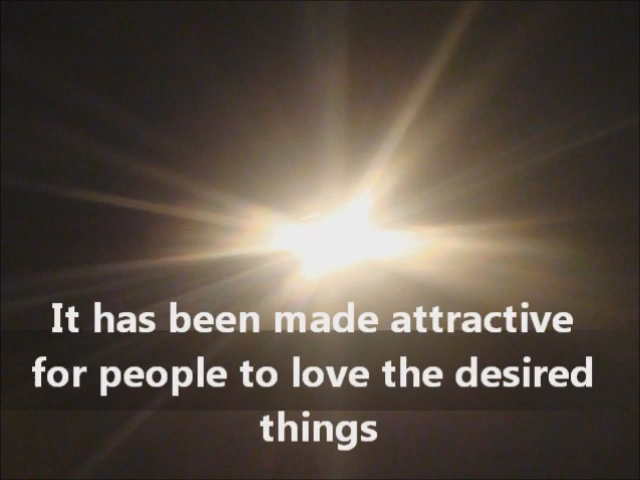 It has been made attractive
for people to love the desired
things